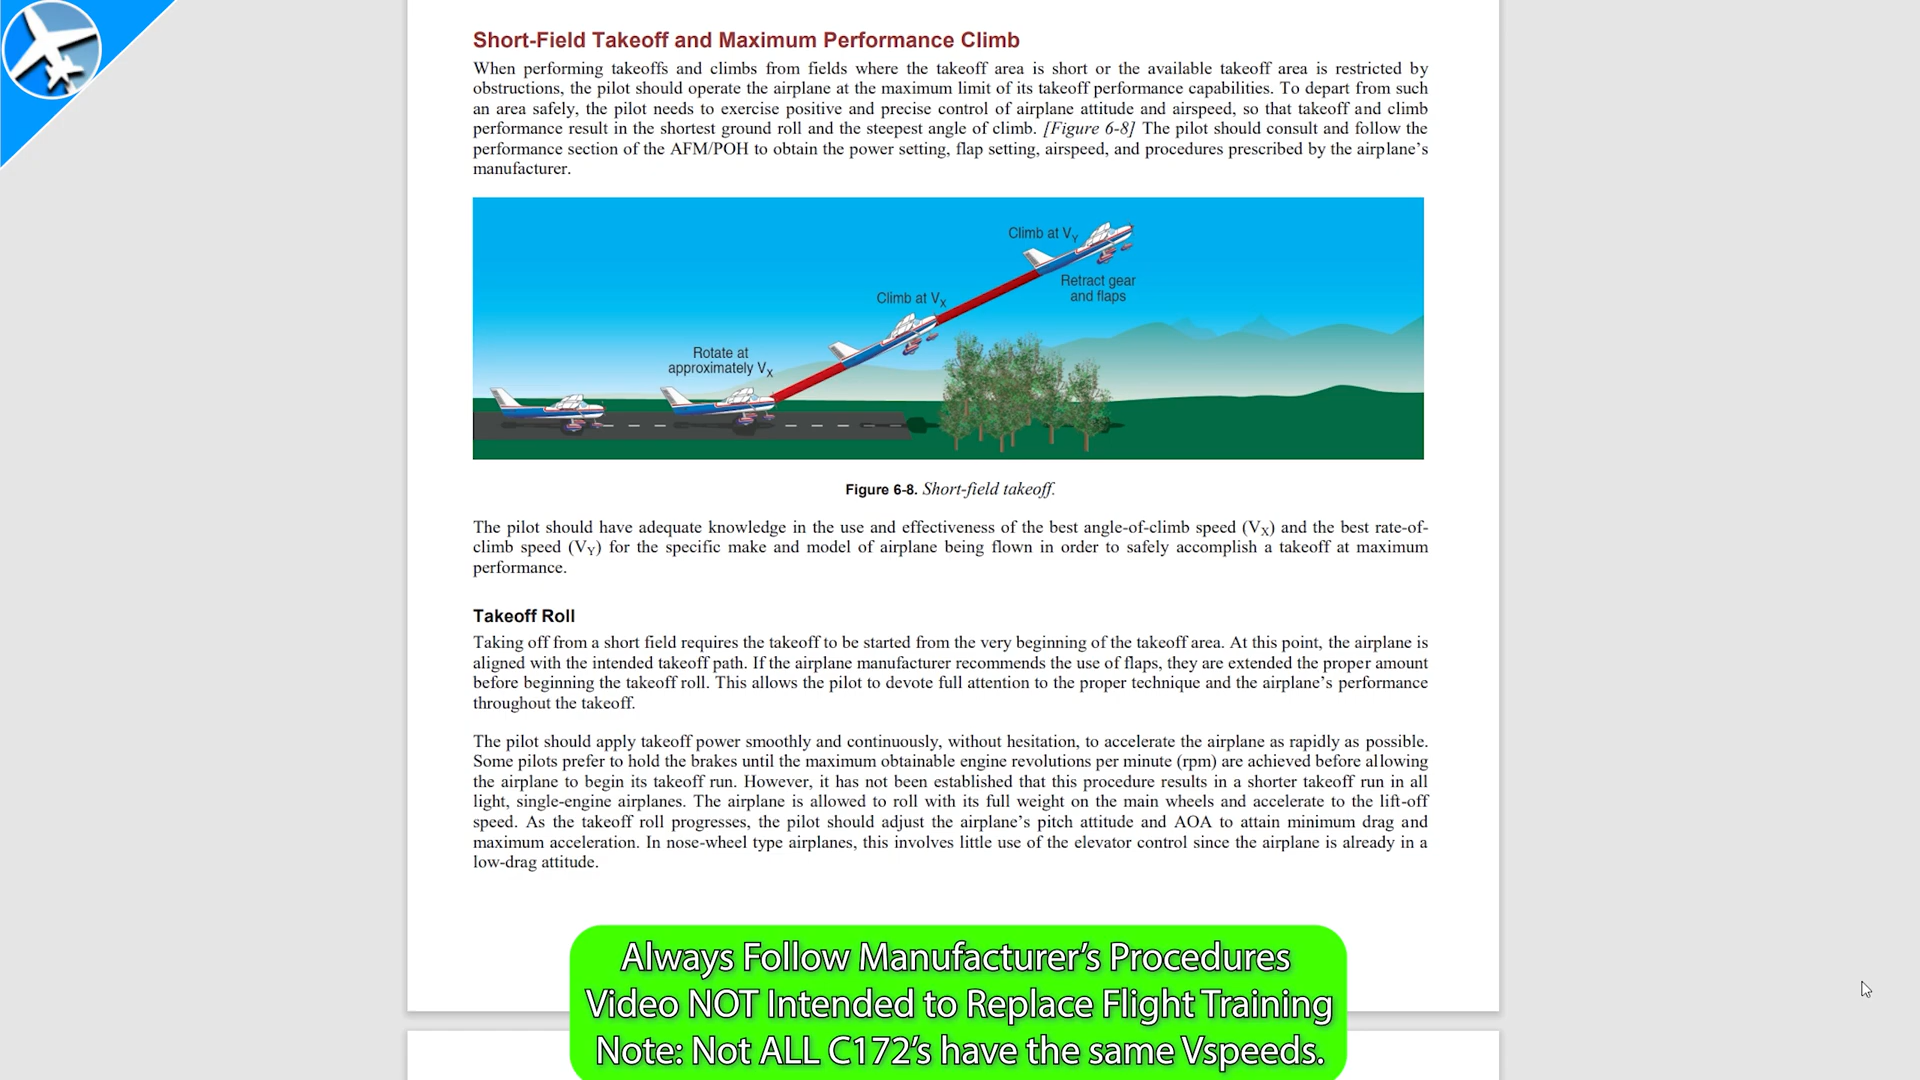 Short-Field Takeoff and Maximum Performance Climb
When performing takeoffs and climbs from fields where the takeoff area is short or the available takeoff area is restricted by
obstructions, the pilot should operate the airplane at the maximum limit of its takeoff performance capabilities. To depart from such
an area safely, the pilot needs to exercise positive and precise control of airplane attitude and airspeed, so that takeoff and climb
performance result in the shortest ground roll and the steepest angle of climb. [Figure 6-8] The pilot should consult and follow the
performance section of the AFM/POH to obtain the power setting, flap setting, airspeed, and procedures prescribed by the airplane's
manufacturer.
Climb at VY
Retract gear
and flaps
Climb at VX
Rotate at
approximately VX
Figure 6-8. Short-field takeoff.
The pilot should have adequate knowledge in the use and effectiveness of the best angle-of-climb speed (VX) and the best rate-of-
climb speed (VY) for the specific make and model of airplane being flown in order to safely accomplish a takeoff at maximum
performance.
Takeoff Roll
Taking off from a short field requires the takeoff to be started from the very beginning of the takeoff area. At this point, the airplane is
aligned with the intended takeoff path. If the airplane manufacturer recommends the use of flaps, they are extended the proper amount
before beginning the takeoff roll. This allows the pilot to devote full attention to the proper technique and the airplane's performance
throughout the takeoff.
The pilot should apply takeoff power smoothly and continuously, without hesitation, to accelerate the airplane as rapidly as possible.
Some pilots prefer to hold the brakes until the maximum obtainable engine revolutions per minute (rpm) are achieved before allowing
the airplane to begin its takeoff run. However, it has not been established that this procedure results in a shorter takeoff run in all
light, single-engine airplanes. The airplane is allowed to roll with its full weight on the main wheels and accelerate to the lift-off
speed. As the takeoff roll progresses, the pilot should adjust the airplane's pitch attitude and AOA to attain minimum drag and
maximum acceleration. In nose-wheel type airplanes, this involves little use of the elevator control since the airplane is already in a
low-drag attitude.
Always Follow Manufacturer's Procedures
Video NOT Intended to Replace Flight Training
Note: Not ALL C172's have the same Vspeeds.